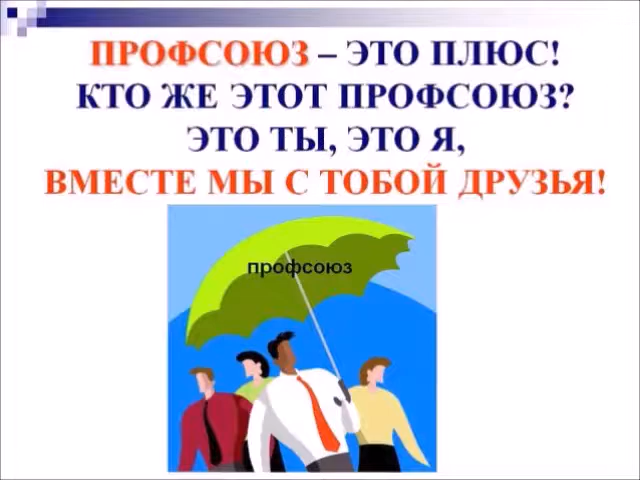 ПРОФСОЮЗ – ЭТО ПЛЮС!
КТО ЖЕ ЭТОТ ПРОФСОЮЗ?
ЭТО ТЫ, ЭТО Я,
ВМЕСТЕ МЫ С ТОБОЙ ДРУЗЬЯ!
профсоюз